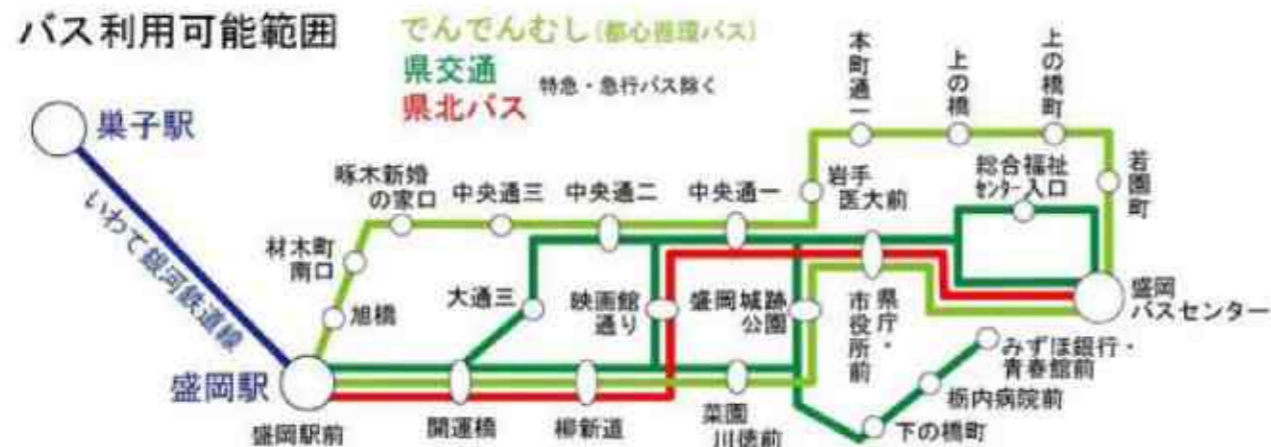 バス利用可能範囲
でんでんむし(都心循環バス)
県交通
県北バス
特急・急行バス除く
巣子駅
いわて銀河鉄道線
盛岡駅
盛岡駅前
旭橋
材木町
南口
啄木新婚
の家口
中央通三
中央通二
中央通一
岩手
医大前
本町通一
上の橋
上の橋町
若園町
総合福祉
センター入口
盛岡
バスセンター
大通三
映画館
通り
盛岡城跡
公園
県庁・
市役所前
開運橋
柳新道
菜園
川徳前
みずほ銀行・
青春館前
栃内病院前
下の橋町